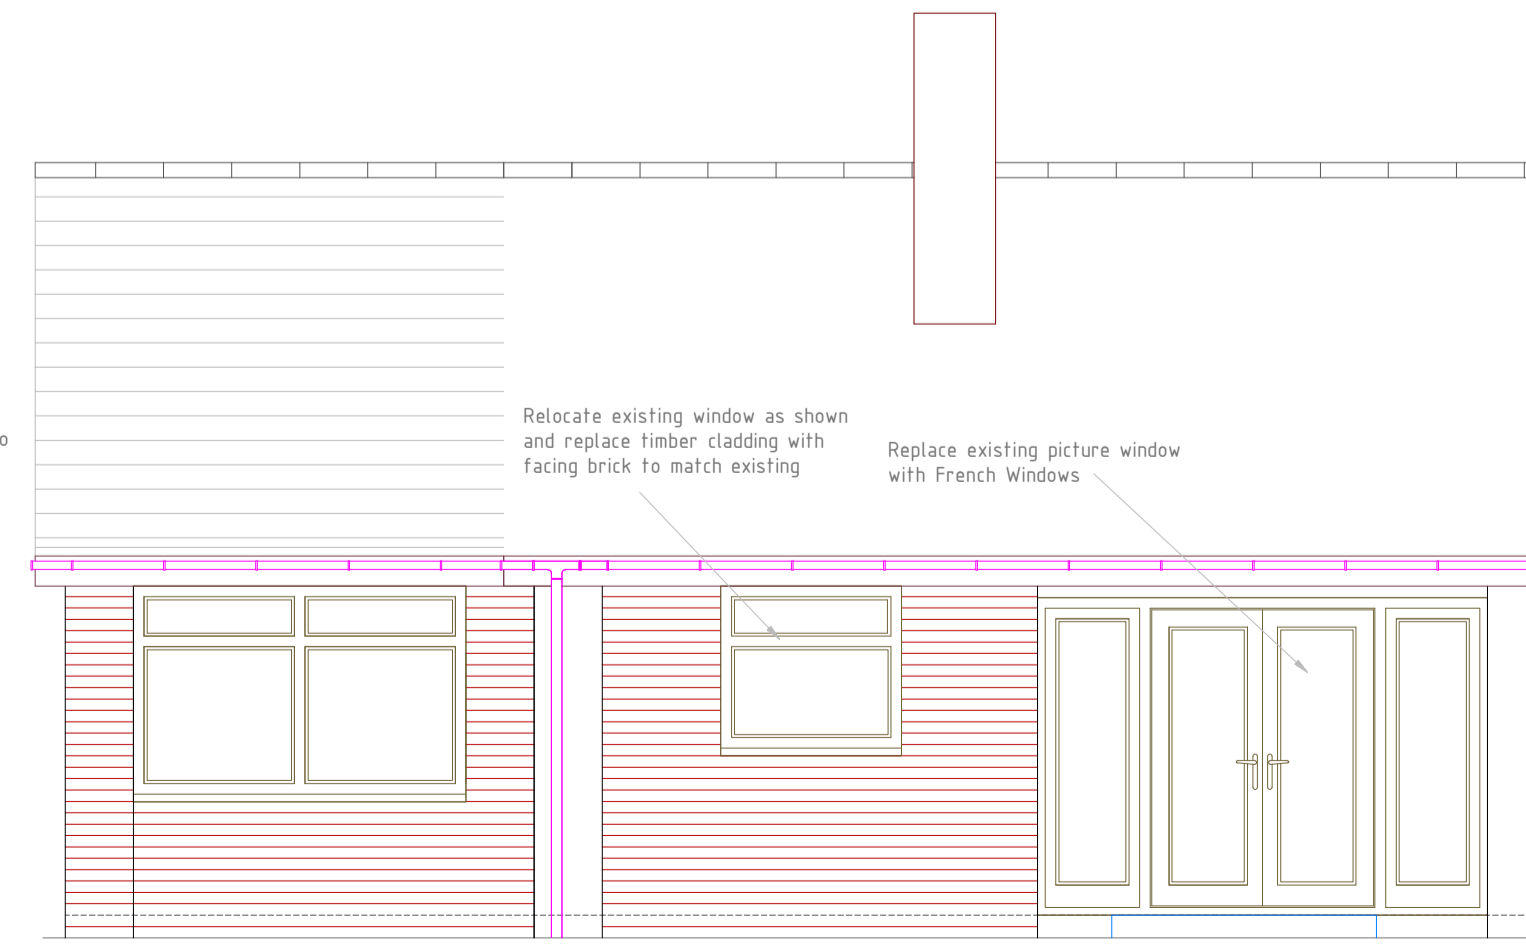 Relocate existing window as shown
and replace timber cladding with
facing brick to match existing
Replace existing picture window
with French Windows
o